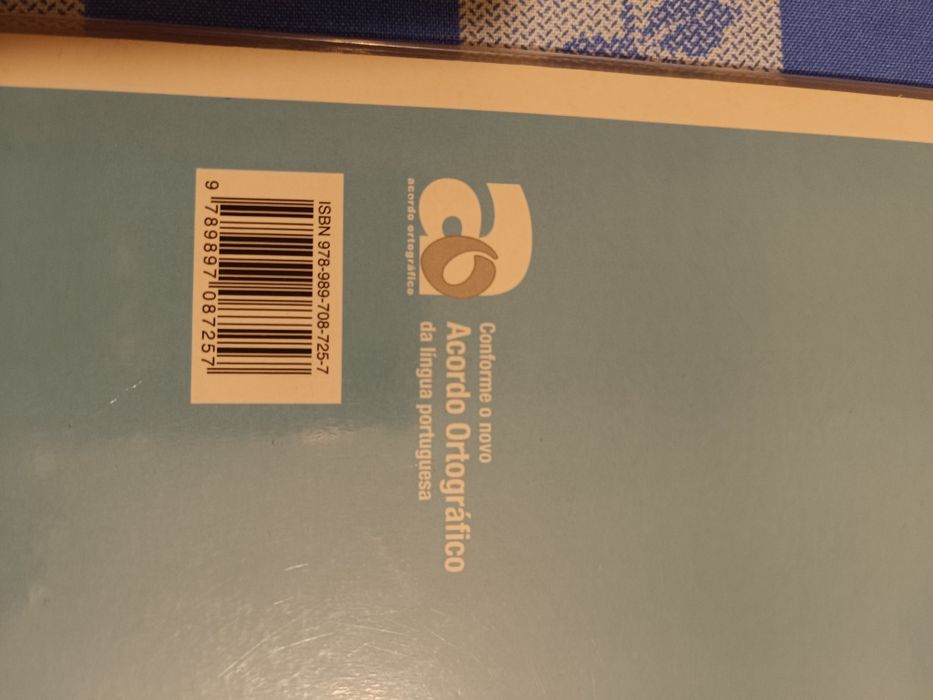 acordo ortográfico
Conforme o novo
Acordo Ortográfico
da língua portuguesa
ISBN 978-989-708-725-7
9 789897 087257